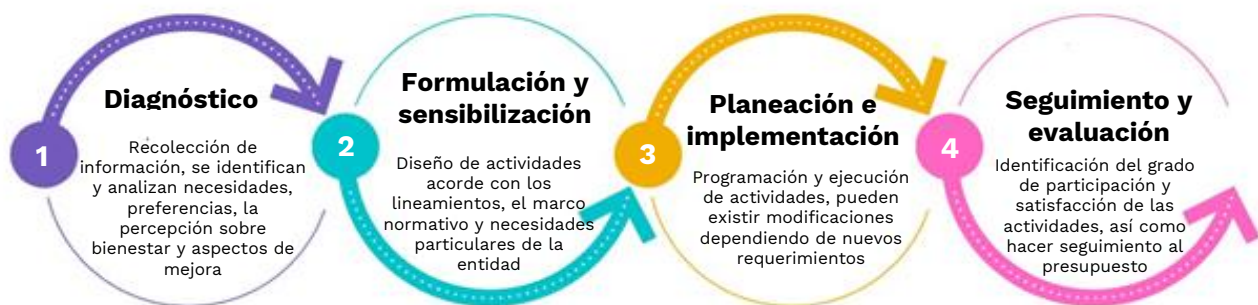 1
Diagnóstico
Recolección de
información, se identifican
y analizan necesidades,
preferencias, la
percepción sobre
bienestar y aspectos de
mejora
2
Formulación y
sensibilización
Diseño de actividades
acorde con los
lineamientos, el marco
normativo y necesidades
particulares de la
entidad
3
Planeación e
implementación
Programación y ejecución
de actividades, pueden
existir modificaciones
dependiendo de nuevos
requerimientos
4
Seguimiento y
evaluación
Identificación del grado
de participación y
satisfacción de las
actividades, así como
hacer seguimiento al
presupuesto